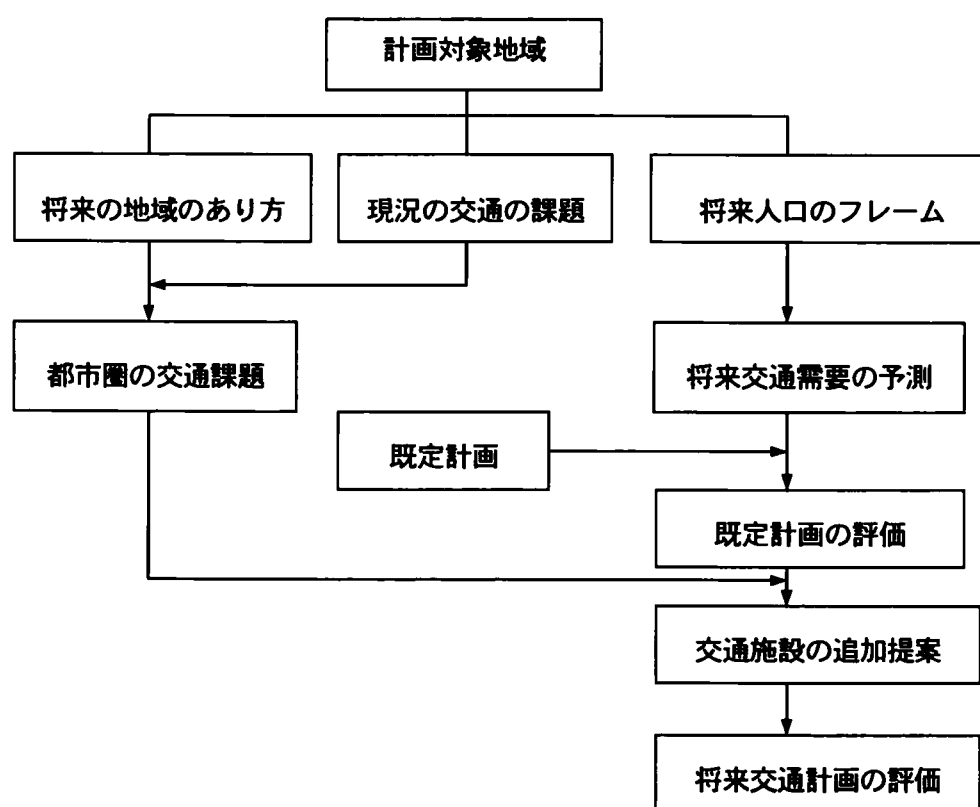 計画対象地域
将来の地域のあり方
現況の交通の課題
将来人口のフレーム
都市圏の交通課題
将来交通需要の予測
既定計画
既定計画の評価
交通施設の追加提案
将来交通計画の評価